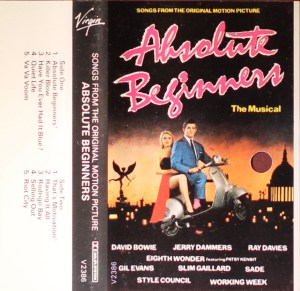 Side One
1. Absolute Beginners
2. Killer Blow
3. Have You Ever Had It Blue?
4. Quiet Life
5. Va Va Voom
Side Two
1. That's Motivation
2. Having It All
3. Rodrigo Bay
4. Selling Out
5. Riot City
Virgin
SONGS FROM THE ORIGINAL MOTION PICTURE
ABSOLUTE BEGINNERS
V2386
SONGS FROM THE ORIGINAL MOTION PICTURE
Absolute
Beginners
The Musical
DAVID BOWIE JERRY DAMMERS RAY DAVIES
EIGHTH WONDER FEATURING PATSY KENSIT
GIL EVANS SLIM GAILLARD SADE
STYLE COUNCIL WORKING WEEK
V2386